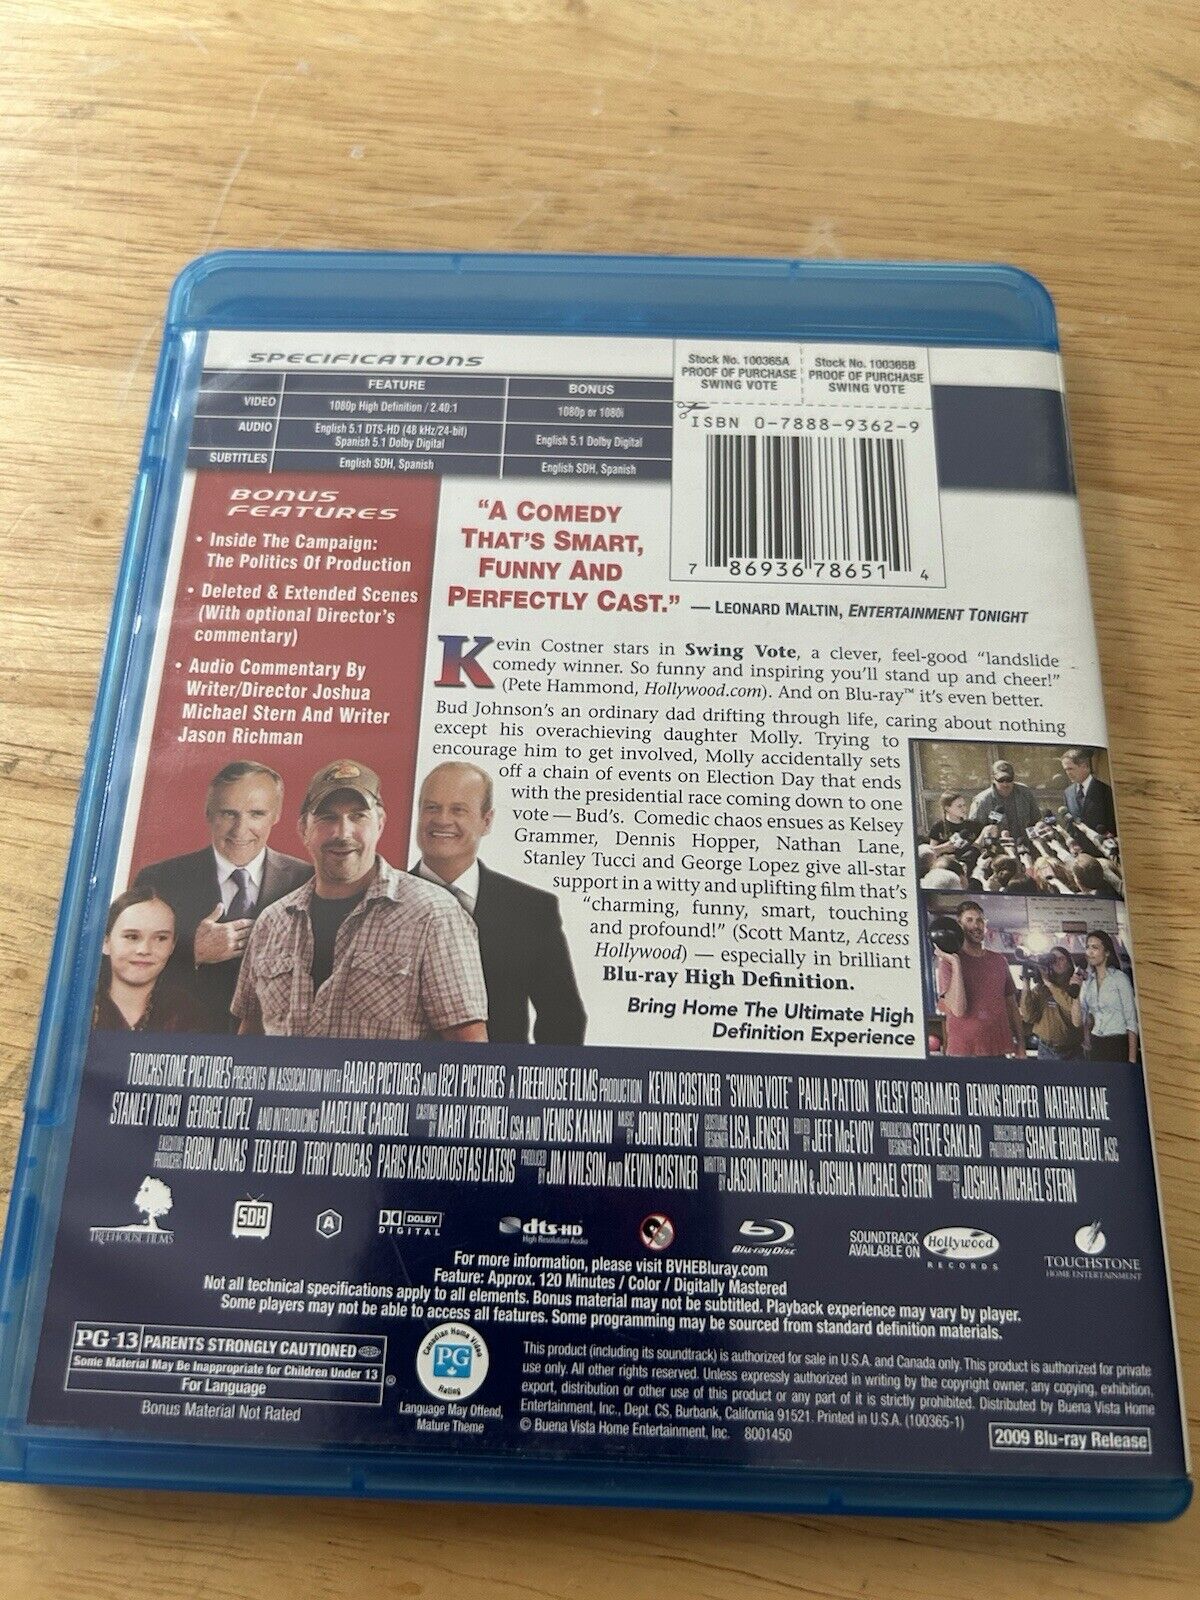 SPECIFICATIONS
FEATURE
BONUS
VIDEO
1080p High Definition / 2.40:1
1080p or 1080i
AUDIO
English 5.1 DTS-HD (48 kHz/24-bit)
Spanish 5.1 Dolby Digital
English 5.1 Dolby Digital
SUBTITLES
English SDH, Spanish
English SDH, Spanish
Stock No. 100365A
PROOF OF PURCHASE
SWING VOTE
Stock No. 100365B
PROOF OF PURCHASE
SWING VOTE
ISBN 0-7888-9362-9
7 86936 78651 4
BONUS
FEATURES
• Inside The Campaign:
The Politics Of Production
• Deleted & Extended Scenes
(With optional Director's
commentary)
• Audio Commentary By
Writer/Director Joshua
Michael Stern And Writer
Jason Richman
"A COMEDY
THAT'S SMART,
FUNNY AND
PERFECTLY CAST."
— LEONARD MALTIN, ENTERTAINMENT TONIGHT
Kevin Costner stars in Swing Vote, a clever, feel-good "landslide
comedy winner. So funny and inspiring you'll stand up and cheer!"
(Pete Hammond, Hollywood.com). And on Blu-ray™ it's even better.
Bud Johnson's an ordinary dad drifting through life, caring about nothing
except his overachieving daughter Molly. Trying to
encourage him to get involved, Molly accidentally sets
off a chain of events on Election Day that ends
with the presidential race coming down to one
vote — Bud's. Comedic chaos ensues as Kelsey
Grammer, Dennis Hopper, Nathan Lane,
Stanley Tucci and George Lopez give all-star
support in a witty and uplifting film that's
"charming, funny, smart, touching
and profound!" (Scott Mantz, Access
Hollywood) — especially in brilliant
Blu-ray High Definition.
Bring Home The Ultimate High
Definition Experience
TOUCHSTONE PICTURES PRESENTS IN ASSOCIATION WITH RADAR PICTURES AND 1821 PICTURES A TREEHOUSE FILMS PRODUCTION KEVIN COSTNER "SWING VOTE" PAULA PATTON KELSEY GRAMMER DENNIS HOPPER NATHAN LANE
STANLEY TUCCI GEORGE LOPEZ AND INTRODUCING MADELINE CARROLL CASTING BY MARY VERNIEU CSA AND VENUS KANANI MUSIC BY JOHN DEBNEY COSTUME DESIGNER LISA JENSEN EDITED BY JEFF McEVOY PRODUCTION DESIGNER STEVE SAKLAD DIRECTOR OF PHOTOGRAPHY SHANE HURLBUT, ASC
EXECUTIVE PRODUCERS ROBIN JONAS TED FIELD TERRY DOUGAS PARIS KASIDOKOSTAS LATSIS PRODUCED BY JIM WILSON AND KEVIN COSTNER WRITTEN BY JASON RICHMAN & JOSHUA MICHAEL STERN DIRECTED BY JOSHUA MICHAEL STERN
TREEHOUSE FILMS
SDH
A
DOLBY
DIGITAL
dts-HD
High Resolution Audio
Blu-ray Disc
SOUNDTRACK
AVAILABLE ON
Hollywood
RECORDS
TOUCHSTONE
HOME ENTERTAINMENT
For more information, please visit BVHEBluray.com
Feature: Approx. 120 Minutes / Color / Digitally Mastered
Not all technical specifications apply to all elements. Bonus material may not be subtitled. Playback experience may vary by player.
Some players may not be able to access all features. Some programming may be sourced from standard definition materials.
PG-13 PARENTS STRONGLY CAUTIONED
Some Material May Be Inappropriate for Children Under 13
®
For Language
Bonus Material Not Rated
Canadian Home Video
PG
Rating
Language May Offend,
Mature Theme
This product (including its soundtrack) is authorized for sale in U.S.A. and Canada only. This product is authorized for private
use only. All other rights reserved. Unless expressly authorized in writing by the copyright owner, any copying, exhibition,
export, distribution or other use of this product or any part of it is strictly prohibited. Distributed by Buena Vista Home
Entertainment, Inc., Dept. CS, Burbank, California 91521. Printed in U.S.A. (100365-1)
© Buena Vista Home Entertainment, Inc. 8001450
2009 Blu-ray Release